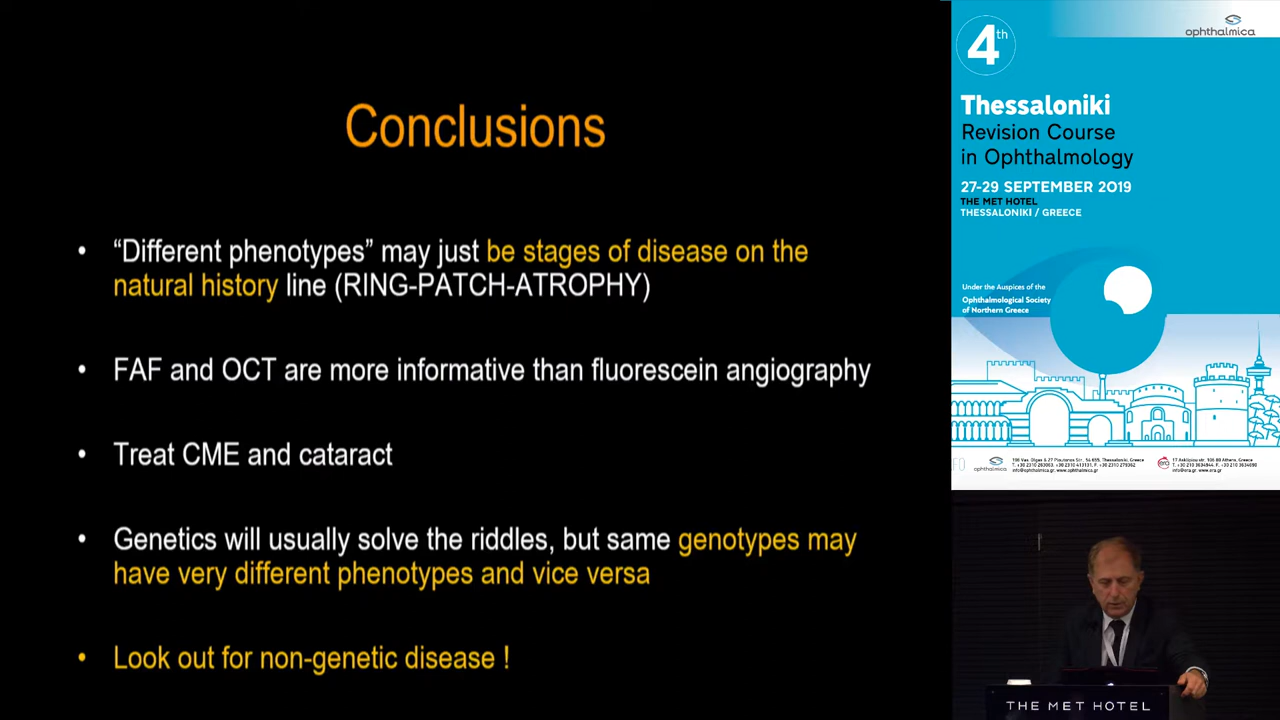 Conclusions
• “Different phenotypes” may just be stages of disease on the
natural history line (RING-PATCH-ATROPHY)
• FAF and OCT are more informative than fluorescein angiography
• Treat CME and cataract
• Genetics will usually solve the riddles, but same genotypes may
have very different phenotypes and vice versa
• Look out for non-genetic disease !
ophthalmica
4th
Thessaloniki
Revision Course
in Ophthalmology
27-29 SEPTEMBER 2019
THE MET HOTEL
THESSALONIKI / GREECE
Under the Auspices of the
Ophthalmological Society
of Northern Greece
ophthalmica
THE MET HOTEL